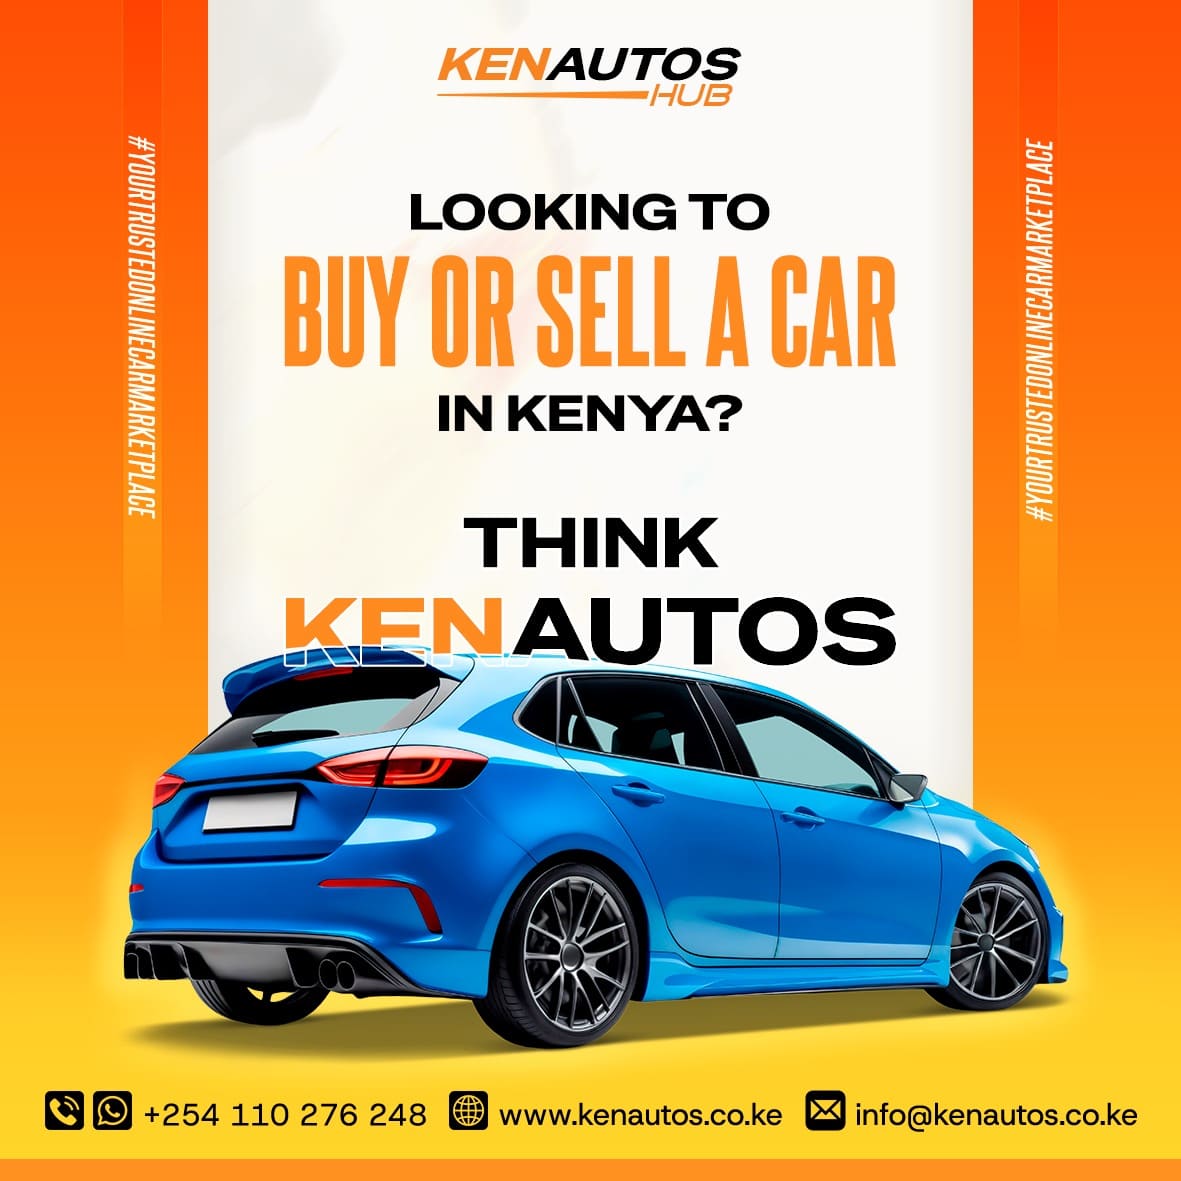 KENAUTOS
HUB
#YOURTRUSTEDONLINECARMARKETPLACE
#YOURTRUSTEDONLINECARMARKETPLACE
LOOKING TO
BUY OR SELL A CAR
IN KENYA?
THINK
KENAUTOS
+254 110 276 248 www.kenautos.co.ke info@kenautos.co.ke